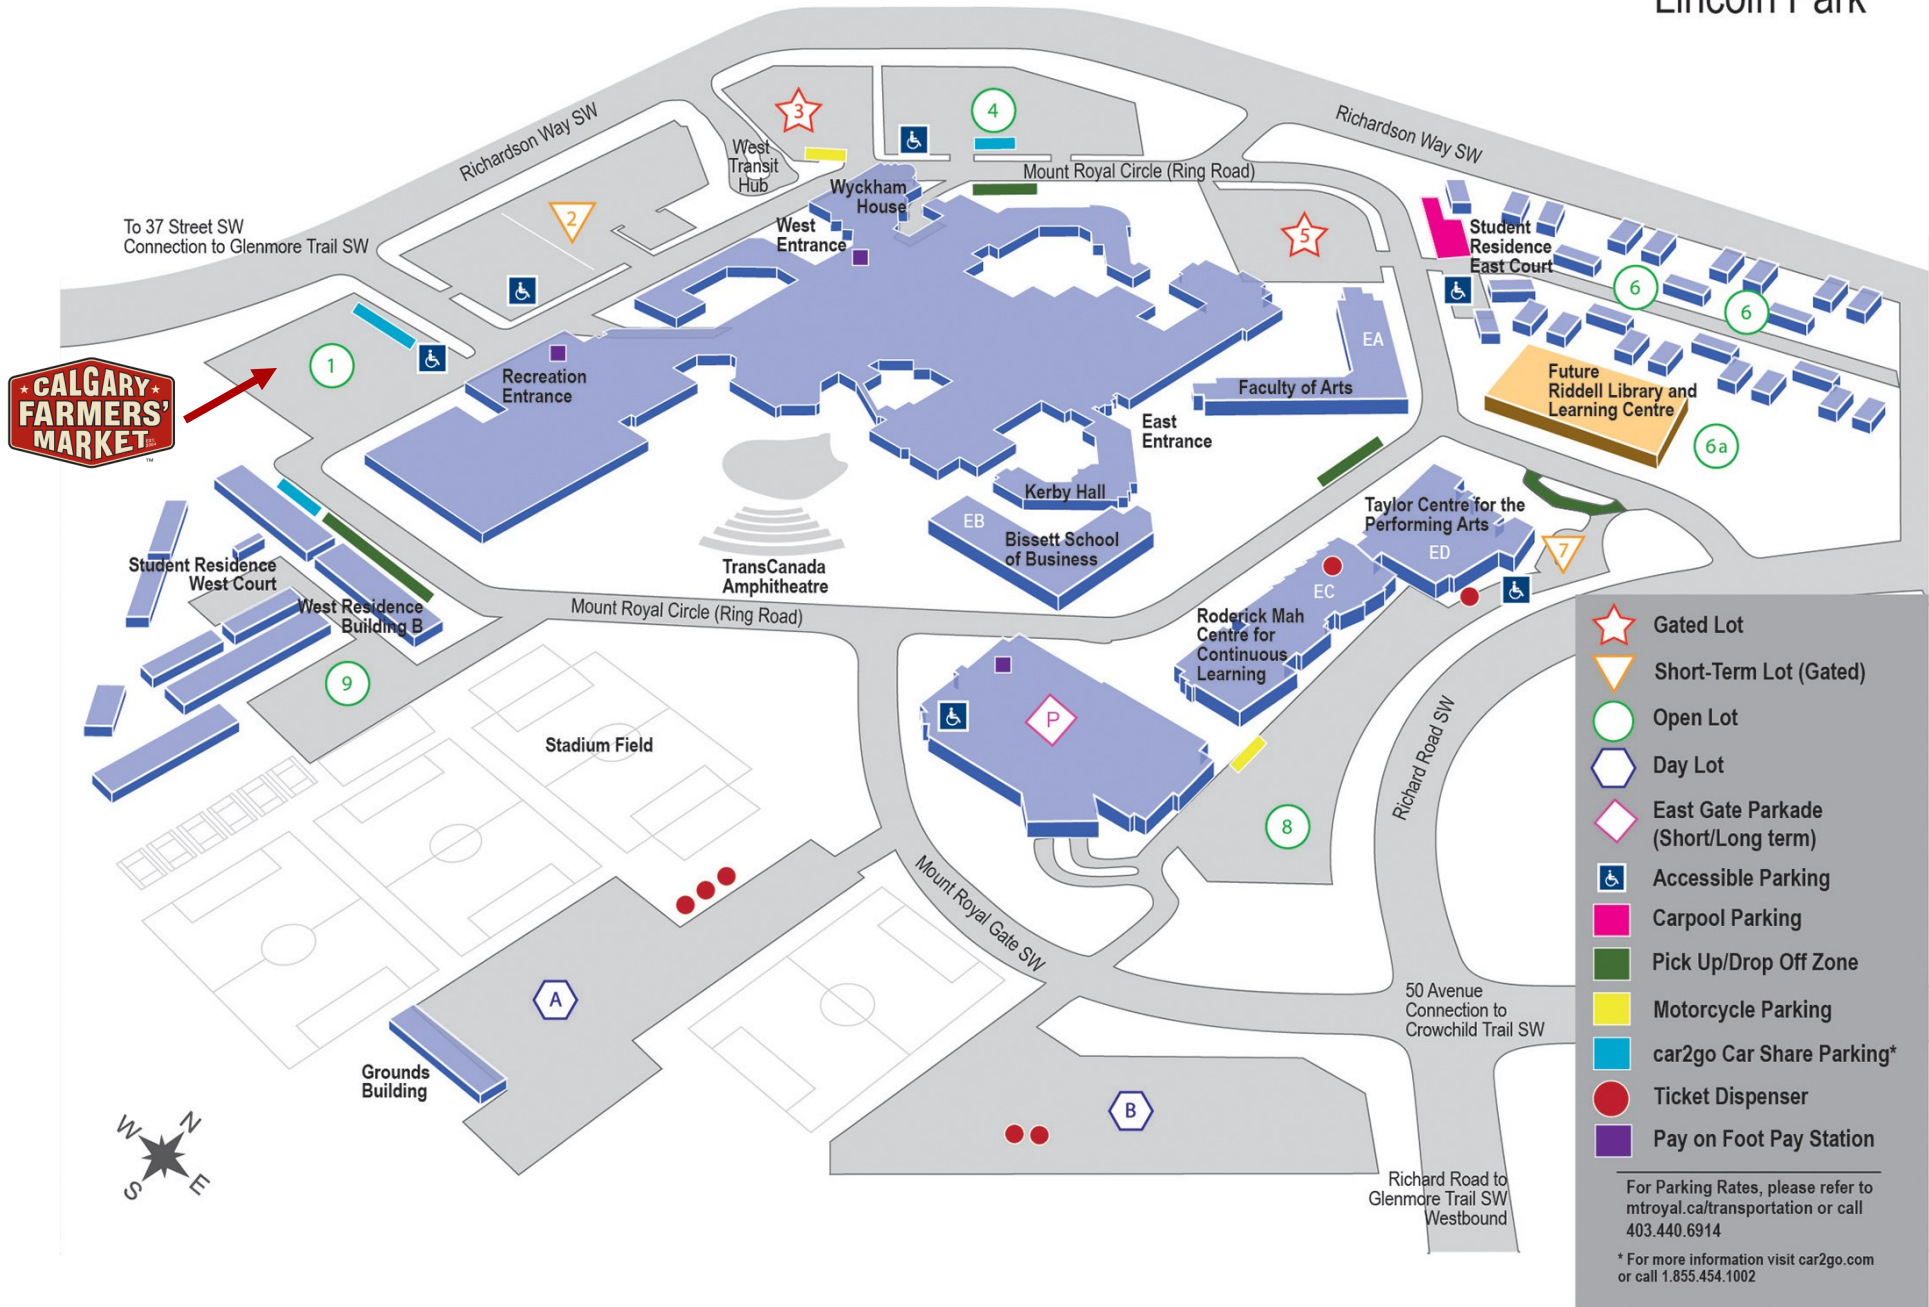 Lincoln Park
Richardson Way SW
Richardson Way SW
3
4
West
Transit
Hub
Mount Royal Circle (Ring Road)
Wyckham
House
2
West
Entrance
5
To 37 Street SW
Connection to Glenmore Trail SW
Student
Residence
East Court
6
6
1
EA
Recreation
Entrance
Faculty of Arts
Future
Riddell Library and
Learning Centre
CALGARY
FARMERS'
MARKET
TM
East
Entrance
6a
Kerby Hall
EB
Bissett School
of Business
Taylor Centre for the
Performing Arts
ED
7
TransCanada
Amphitheatre
Student Residence
West Court
West Residence
Building B
Mount Royal Circle (Ring Road)
EC
Roderick Mah
Centre for
Continuous
Learning
9
P
Stadium Field
8
Richard Road SW
Mount Royal Gate SW
A
50 Avenue
Connection to
Crowchild Trail SW
Grounds
Building
B
N
W
E
S
Richard Road to
Glenmore Trail SW
Westbound
Gated Lot
Short-Term Lot (Gated)
Open Lot
Day Lot
East Gate Parkade
(Short/Long term)
Accessible Parking
Carpool Parking
Pick Up/Drop Off Zone
Motorcycle Parking
car2go Car Share Parking*
Ticket Dispenser
Pay on Foot Pay Station
For Parking Rates, please refer to
mtroyal.ca/transportation or call
403.440.6914
* For more information visit car2go.com
or call 1.855.454.1002